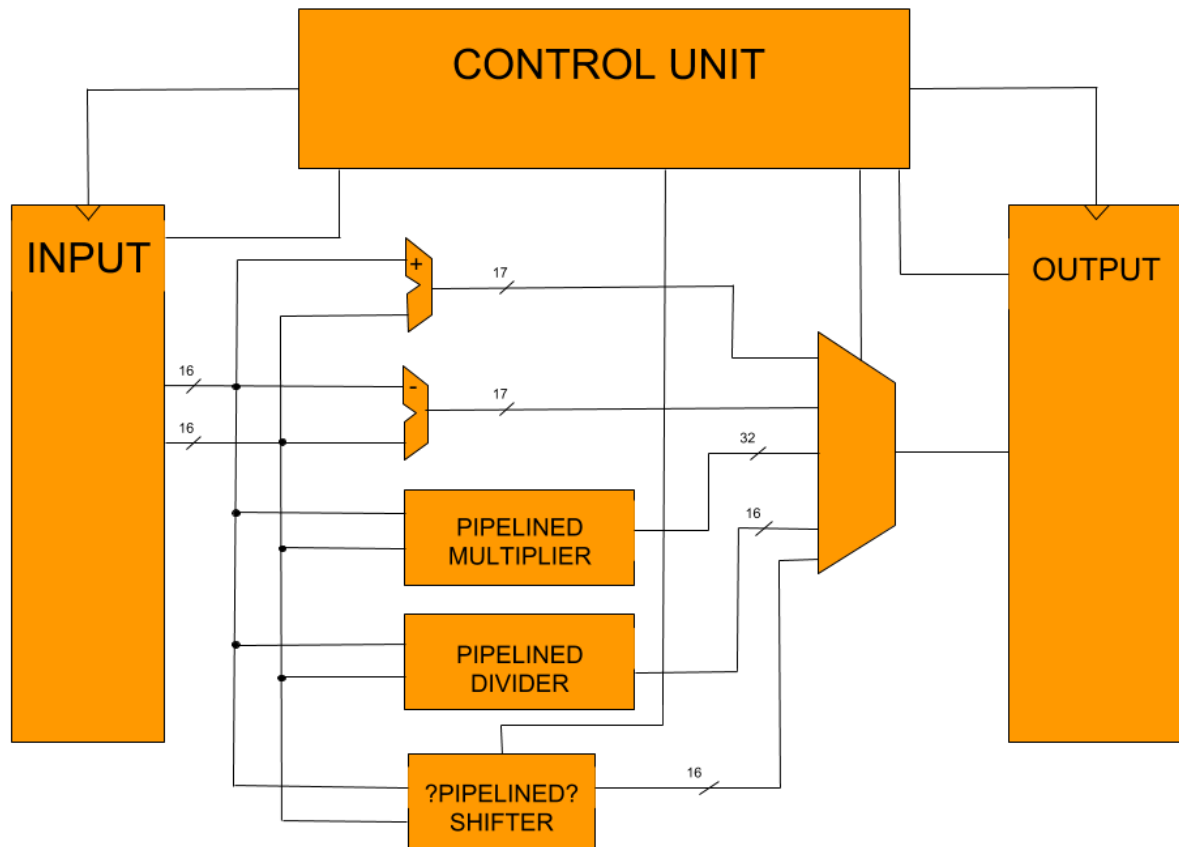 CONTROL UNIT
INPUT
OUTPUT
+
17
16
-
17
16
32
PIPELINED
MULTIPLIER
16
PIPELINED
DIVIDER
16
?PIPELINED?
SHIFTER